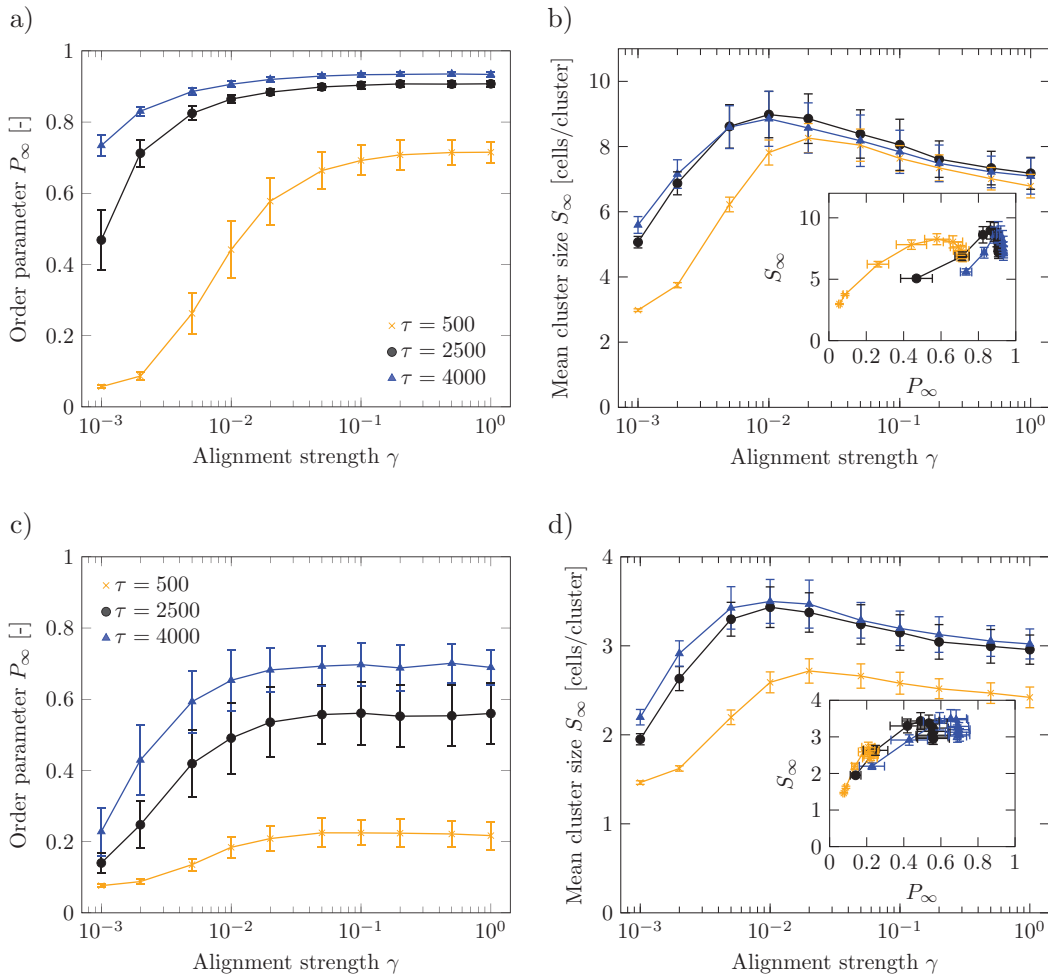 a)
1
0.8
0.6
0.4
0.2
0
Order parameter P∞ [-]
τ = 500
τ = 2500
τ = 4000
10⁻³ 10⁻² 10⁻¹ 10⁰
Alignment strength γ
b)
10
8
6
4
2
0
Mean cluster size S∞ [cells/cluster]
10
5
0
S∞
0 0.2 0.4 0.6 0.8 1
P∞
10⁻³ 10⁻² 10⁻¹ 10⁰
Alignment strength γ
c)
1
0.8
0.6
0.4
0.2
0
Order parameter P∞ [-]
τ = 500
τ = 2500
τ = 4000
10⁻³ 10⁻² 10⁻¹ 10⁰
Alignment strength γ
d)
4
3
2
1
0
Mean cluster size S∞ [cells/cluster]
4
3
2
1
0
S∞
0 0.2 0.4 0.6 0.8 1
P∞
10⁻³ 10⁻² 10⁻¹ 10⁰
Alignment strength γ